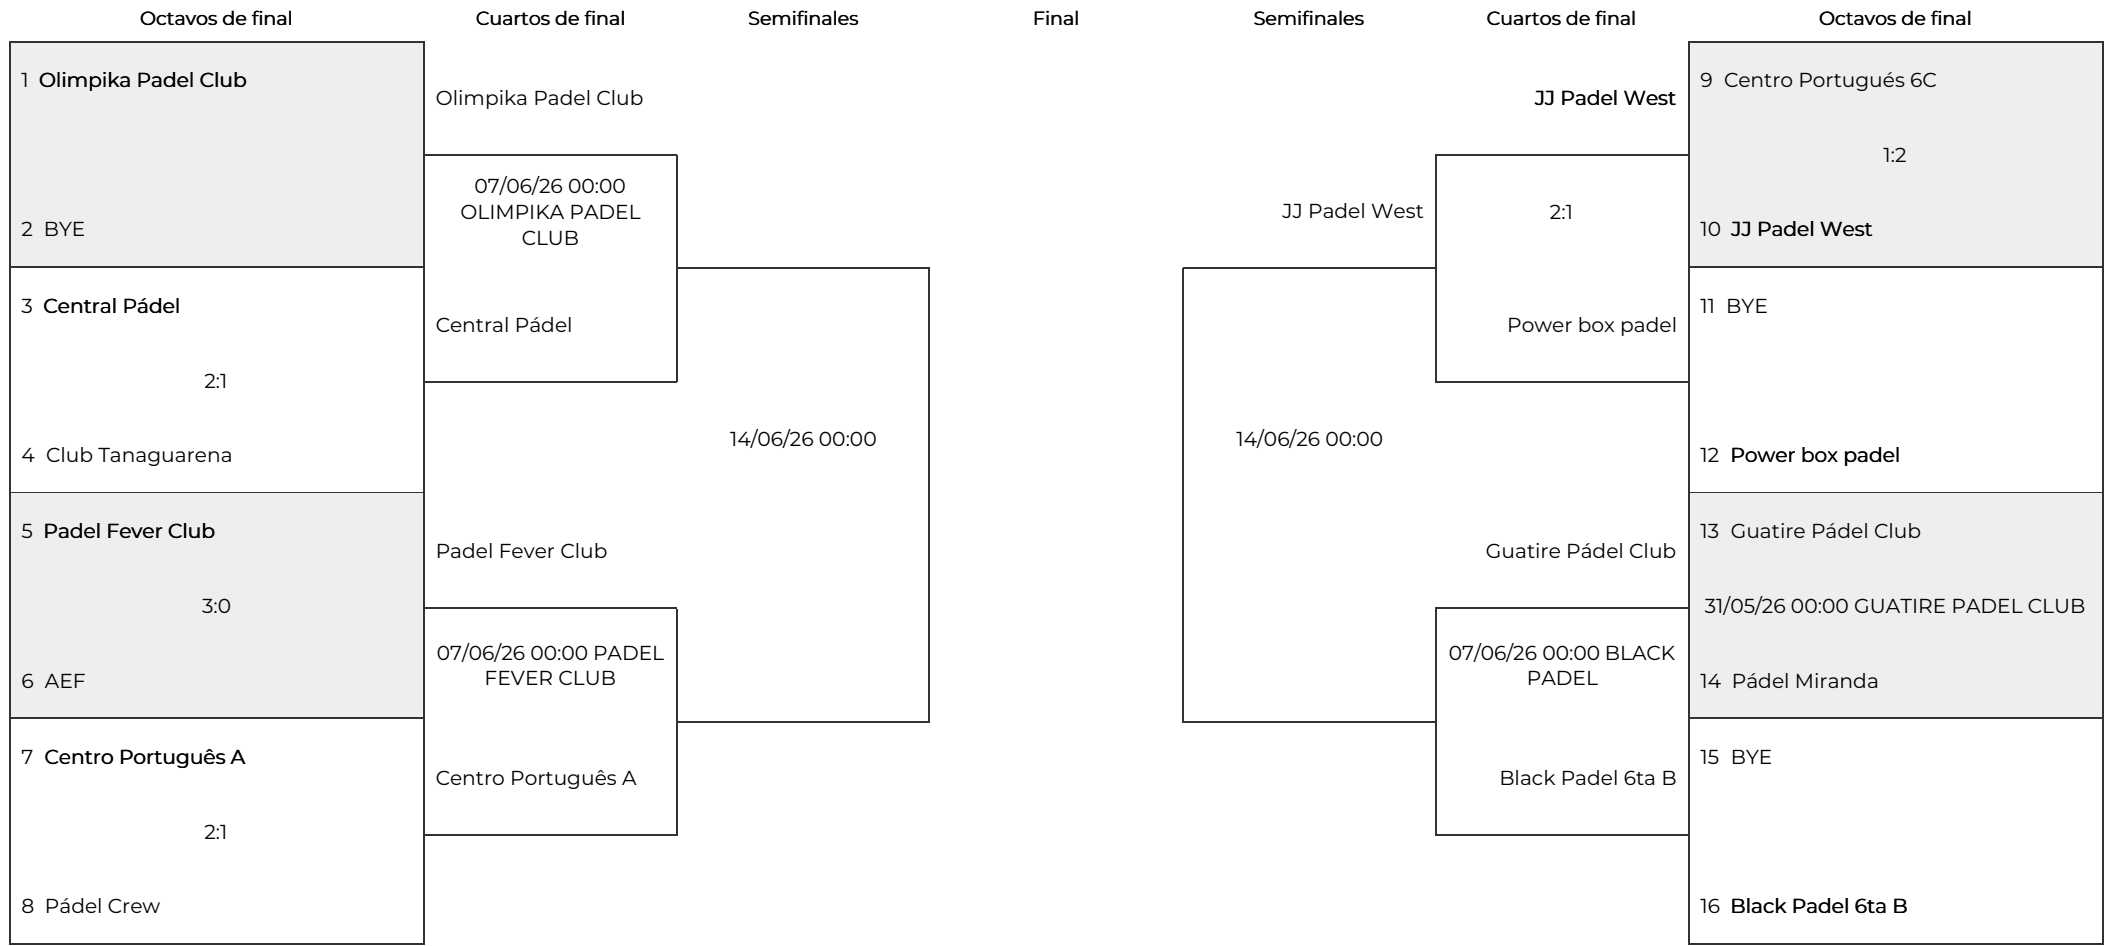 Octavos de final
Cuartos de final
Semifinales
Final
Semifinales
Cuartos de final
Octavos de final
1 Olimpika Padel Club
2 BYE
3 Central Pádel
2:1
4 Club Tanaguarena
5 Padel Fever Club
3:0
6 AEF
7 Centro Português A
2:1
8 Pádel Crew
Olimpika Padel Club
07/06/26 00:00
OLIMPIKA PADEL
CLUB
Central Pádel
Padel Fever Club
07/06/26 00:00 PADEL
FEVER CLUB
Centro Português A
14/06/26 00:00
JJ Padel West
14/06/26 00:00
JJ Padel West
2:1
Power box padel
Guatire Pádel Club
07/06/26 00:00 BLACK
PADEL
Black Padel 6ta B
9 Centro Portugués 6C
1:2
10 JJ Padel West
11 BYE
12 Power box padel
13 Guatire Pádel Club
31/05/26 00:00 GUATIRE PADEL CLUB
14 Pádel Miranda
15 BYE
16 Black Padel 6ta B